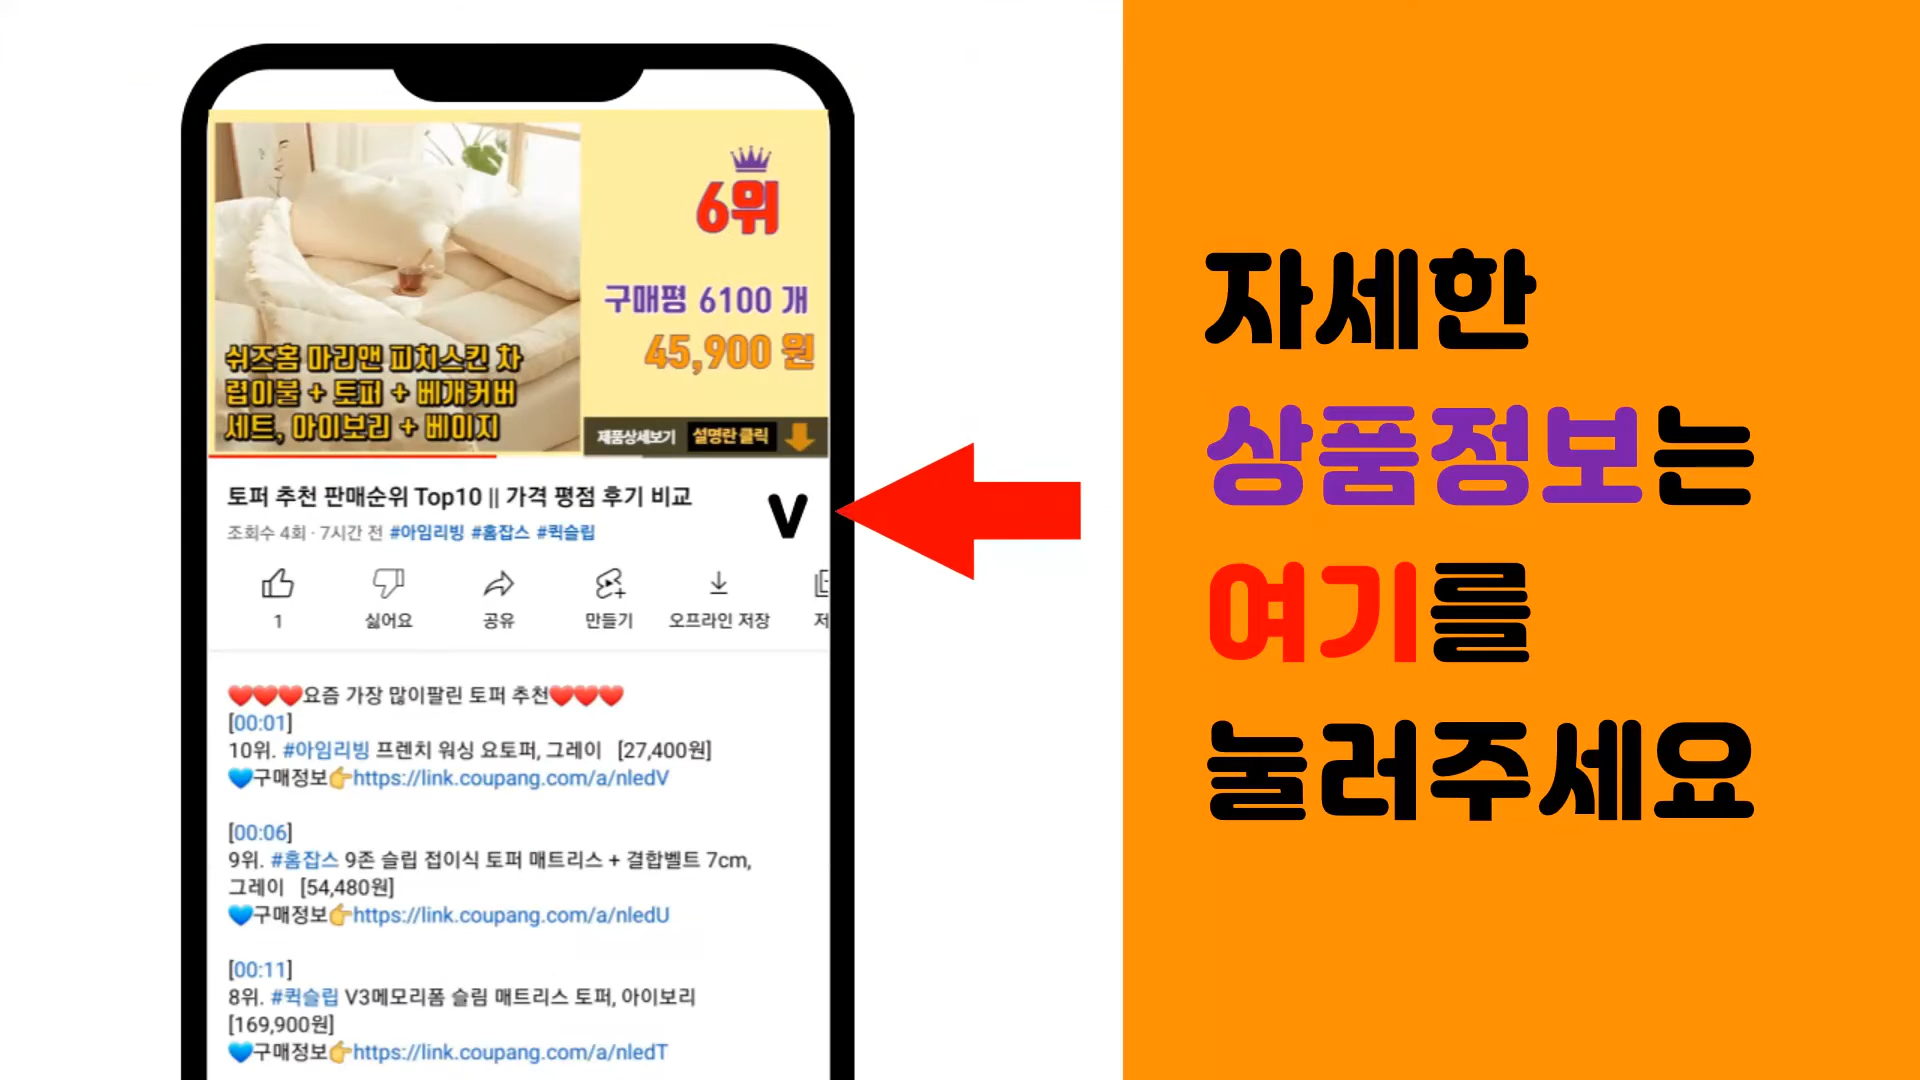 6위
구매평 6100 개
45,900 원
쉬즈홈 마리앤 피치스킨 차
렵이불 + 토퍼 + 베개커버
세트, 아이보리 + 베이지
제품상세보기 설명란 클릭
토퍼 추천 판매순위 Top10 || 가격 평점 후기 비교
V
조회수 4회 · 7시간 전 #아임리빙 #홈잡스 #퀵슬립
1 싫어요 공유 만들기 오프라인 저장 저
❤❤❤요즘 가장 많이팔린 토퍼 추천❤❤❤
[00:01]
10위. #아임리빙 프렌치 워싱 요토퍼, 그레이 [27,400원]
💙구매정보👉https://link.coupang.com/a/nledV
[00:06]
9위. #홈잡스 9존 슬립 접이식 토퍼 매트리스 + 결합벨트 7cm,
그레이 [54,480원]
💙구매정보👉https://link.coupang.com/a/nledU
[00:11]
8위. #퀵슬립 V3메모리폼 슬림 매트리스 토퍼, 아이보리
[169,900원]
💙구매정보👉https://link.coupang.com/a/nledT
자세한
상품정보는
여기를
눌러주세요